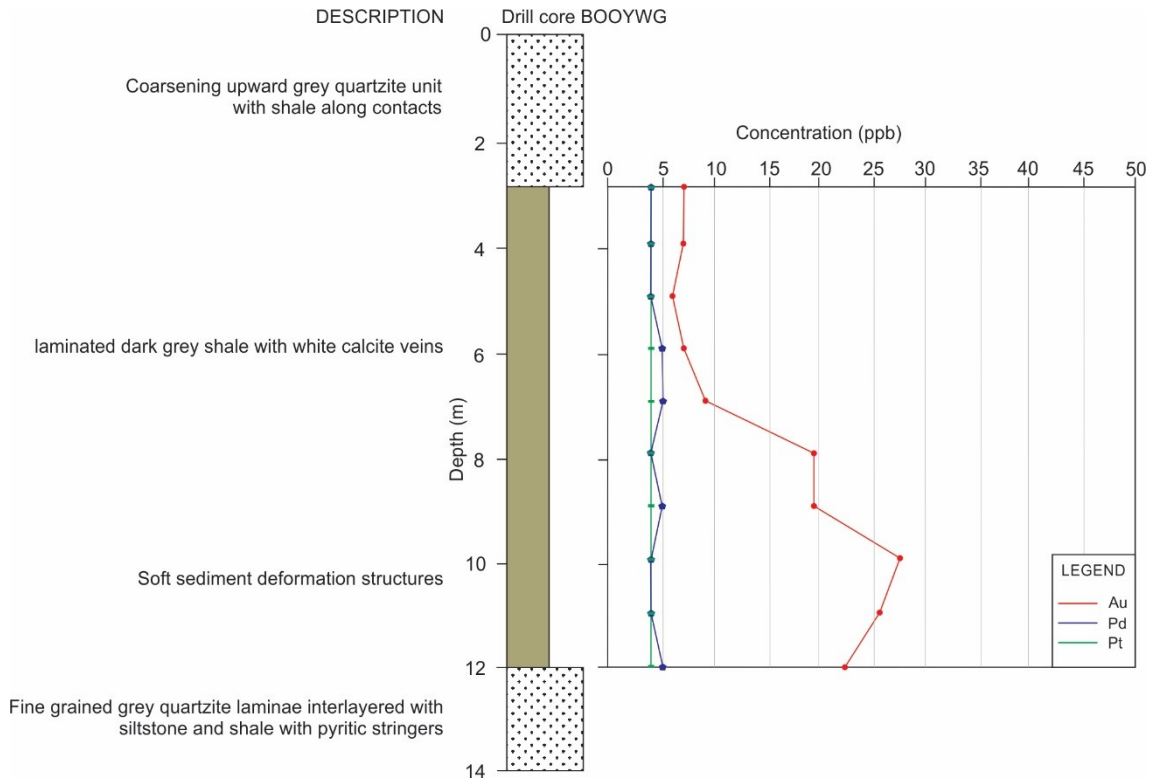 DESCRIPTION
Drill core BOOYWG
0
Coarsening upward grey quartzite unit
with shale along contacts
2
Concentration (ppb)
0 5 10 15 20 25 30 35 40 45 50
4
laminated dark grey shale with white calcite veins
6
Depth (m)
8
Soft sediment deformation structures
10
LEGEND
Au
Pd
Pt
12
Fine grained grey quartzite laminae interlayered with
siltstone and shale with pyritic stringers
14